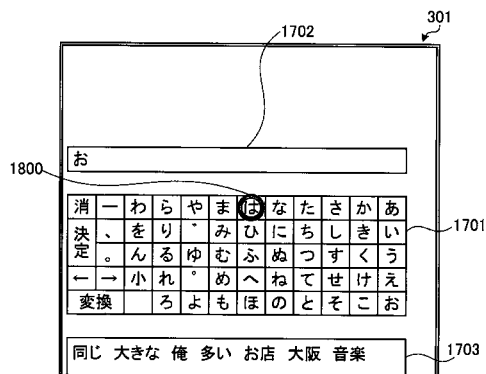 301
1702
お
1800
消 ー わ ら や ま は な た さ か あ
決定 、 を り ゛ み ひ に ち し き い
。 ん る ゆ む ふ ぬ つ す く う
1701
← → 小 れ ゜ め へ ね て せ け え
変換 ろ よ も ほ の と そ こ お
同じ 大きな 俺 多い お店 大阪 音楽
1703